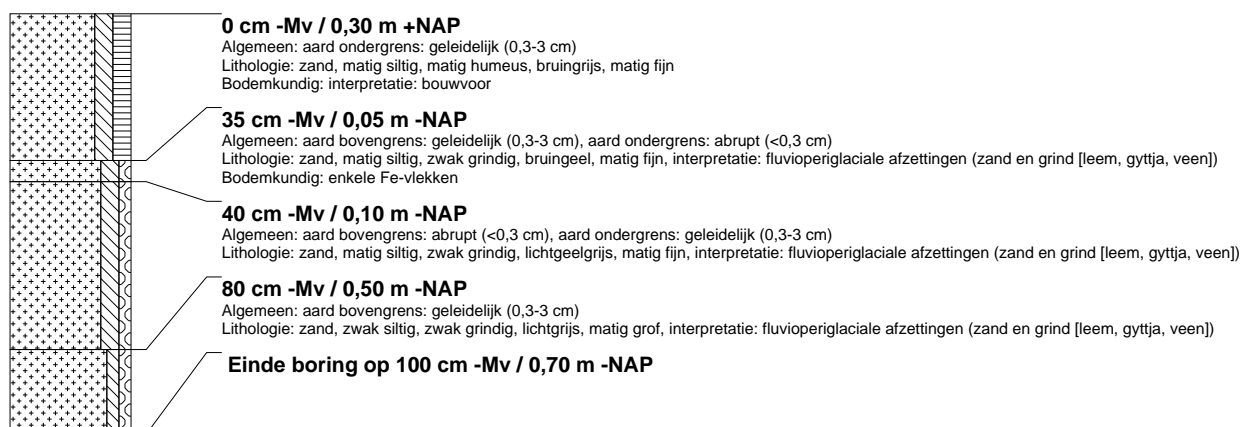 0 cm -Mv / 0,30 m +NAP
Algemeen: aard ondergrens: geleidelijk (0,3-3 cm)
Lithologie: zand, matig siltig, matig humeus, bruingrijs, matig fijn
Bodemkundig: interpretatie: bouwvoor
35 cm -Mv / 0,05 m -NAP
Algemeen: aard bovengrens: geleidelijk (0,3-3 cm), aard ondergrens: abrupt (<0,3 cm)
Lithologie: zand, matig siltig, zwak grindig, bruingeel, matig fijn, interpretatie: fluvioperiglaciale afzettingen (zand en grind [leem, gyttja, veen])
Bodemkundig: enkele Fe-vlekken
40 cm -Mv / 0,10 m -NAP
Algemeen: aard bovengrens: abrupt (<0,3 cm), aard ondergrens: geleidelijk (0,3-3 cm)
Lithologie: zand, matig siltig, zwak grindig, lichtgeelgrijs, matig fijn, interpretatie: fluvioperiglaciale afzettingen (zand en grind [leem, gyttja, veen])
80 cm -Mv / 0,50 m -NAP
Algemeen: aard bovengrens: geleidelijk (0,3-3 cm)
Lithologie: zand, zwak siltig, zwak grindig, lichtgrijs, matig grof, interpretatie: fluvioperiglaciale afzettingen (zand en grind [leem, gyttja, veen])
Einde boring op 100 cm -Mv / 0,70 m -NAP